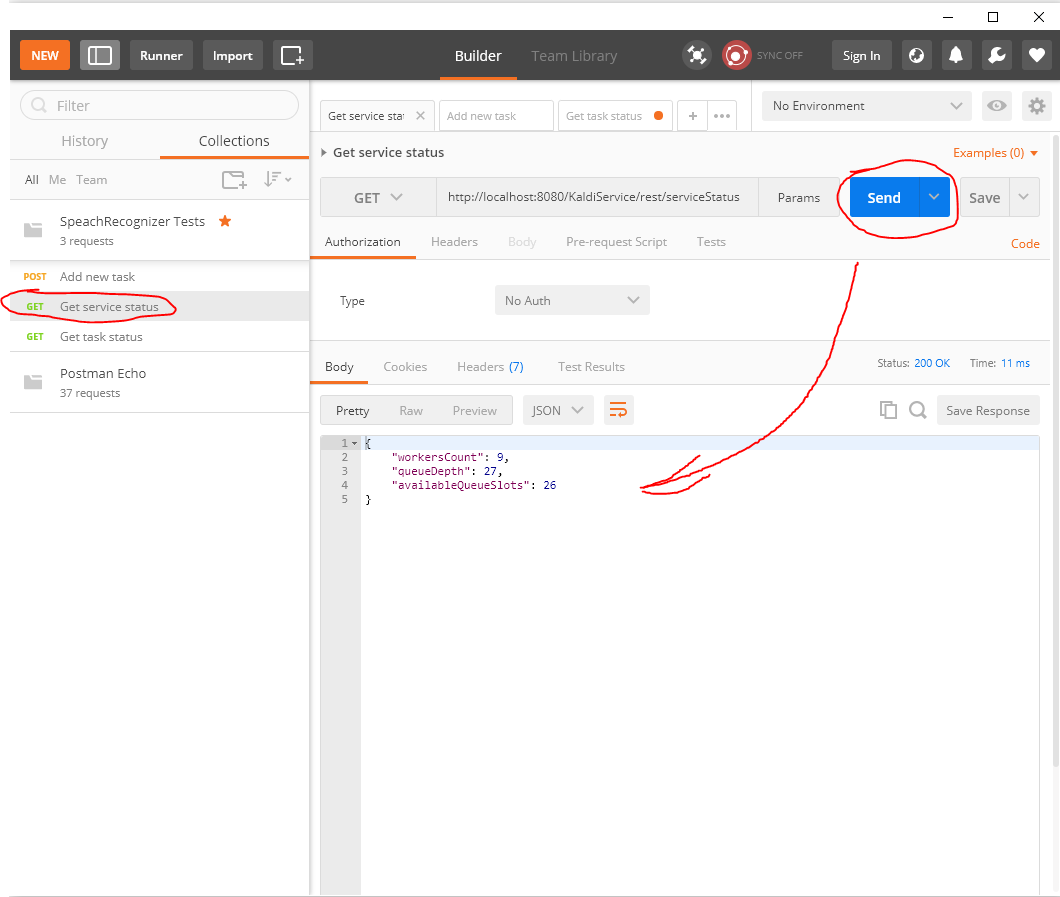 NEW Runner Import Builder Team Library SYNC OFF Sign In
Filter
History Collections
All Me Team
SpeachRecognizer Tests
3 requests
POST Add new task
GET Get service status
GET Get task status
Postman Echo
37 requests
Get service stat Add new task Get task status + ••• No Environment
Get service status Examples (0)
GET http://localhost:8080/KaldiService/rest/serviceStatus Params Send Save
Authorization Headers Body Pre-request Script Tests Code
Type No Auth
Body Cookies Headers (7) Test Results Status: 200 OK Time: 11 ms
Pretty Raw Preview JSON Save Response
1 {
2 "workersCount": 9,
3 "queueDepth": 27,
4 "availableQueueSlots": 26
5 }